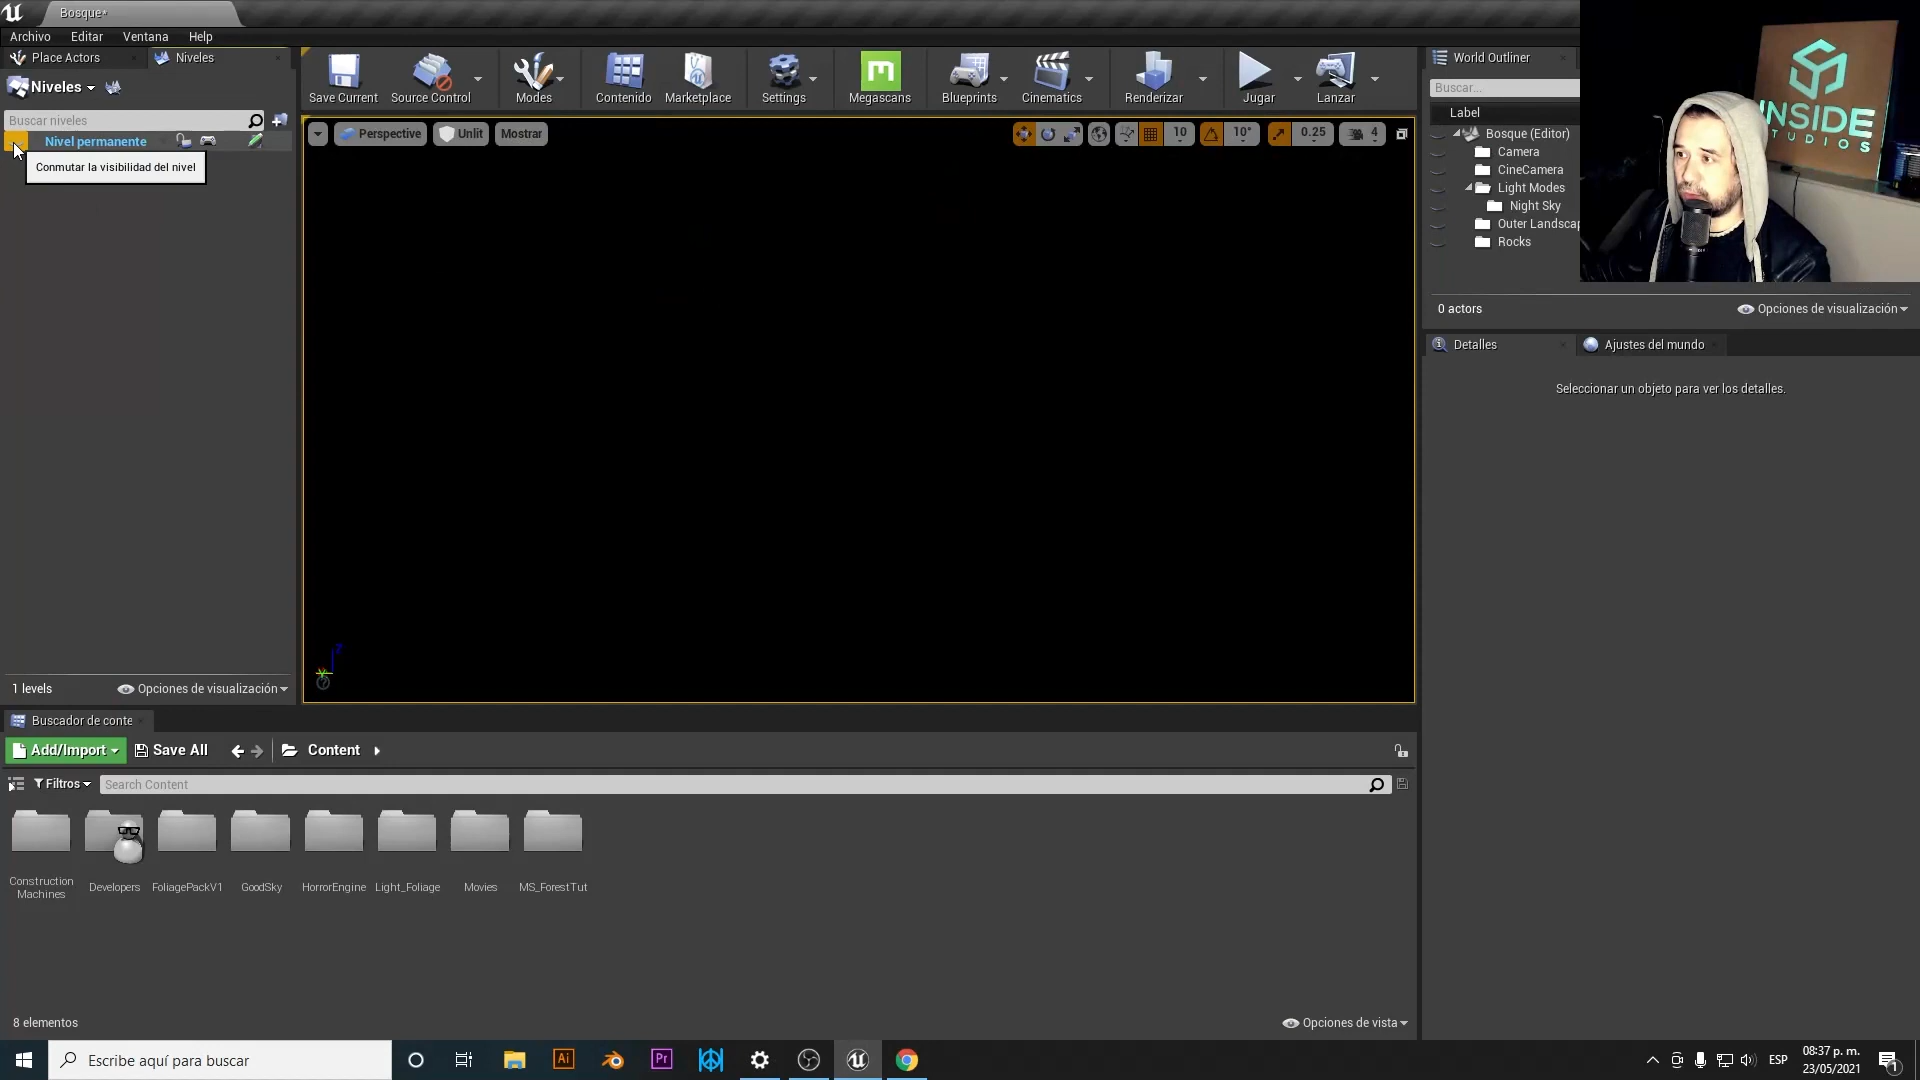 Bosque*
Archivo Editar Ventana Help
Place Actors
Niveles
World Outliner
Niveles
Save Current
Source Control
Modes
Contenido
Marketplace
Settings
Megascans
Blueprints
Cinematics
Renderizar
Jugar
Lanzar
Buscar niveles
Nivel permanente
Conmutar la visibilidad del nivel
Perspective
Unlit
Mostrar
10
10°
0.25
4
Buscar...
Label
Bosque (Editor)
Camera
CineCamera
Light Modes
Night Sky
Outer Landscap
Rocks
INSIDE
STUDIOS
0 actors
Opciones de visualización
Detalles
Ajustes del mundo
Seleccionar un objeto para ver los detalles.
Z
1 levels
Opciones de visualización
Buscador de conte
Add/Import
Save All
Content
Filtros
Search Content
Construction
Machines
Developers
FoliagePackV1
GoodSky
HorrorEngine
Light_Foliage
Movies
MS_ForestTut
8 elementos
Opciones de vista
Escribe aquí para buscar
Ai
Pr
ESP
08:37 p. m.
23/05/2021
1